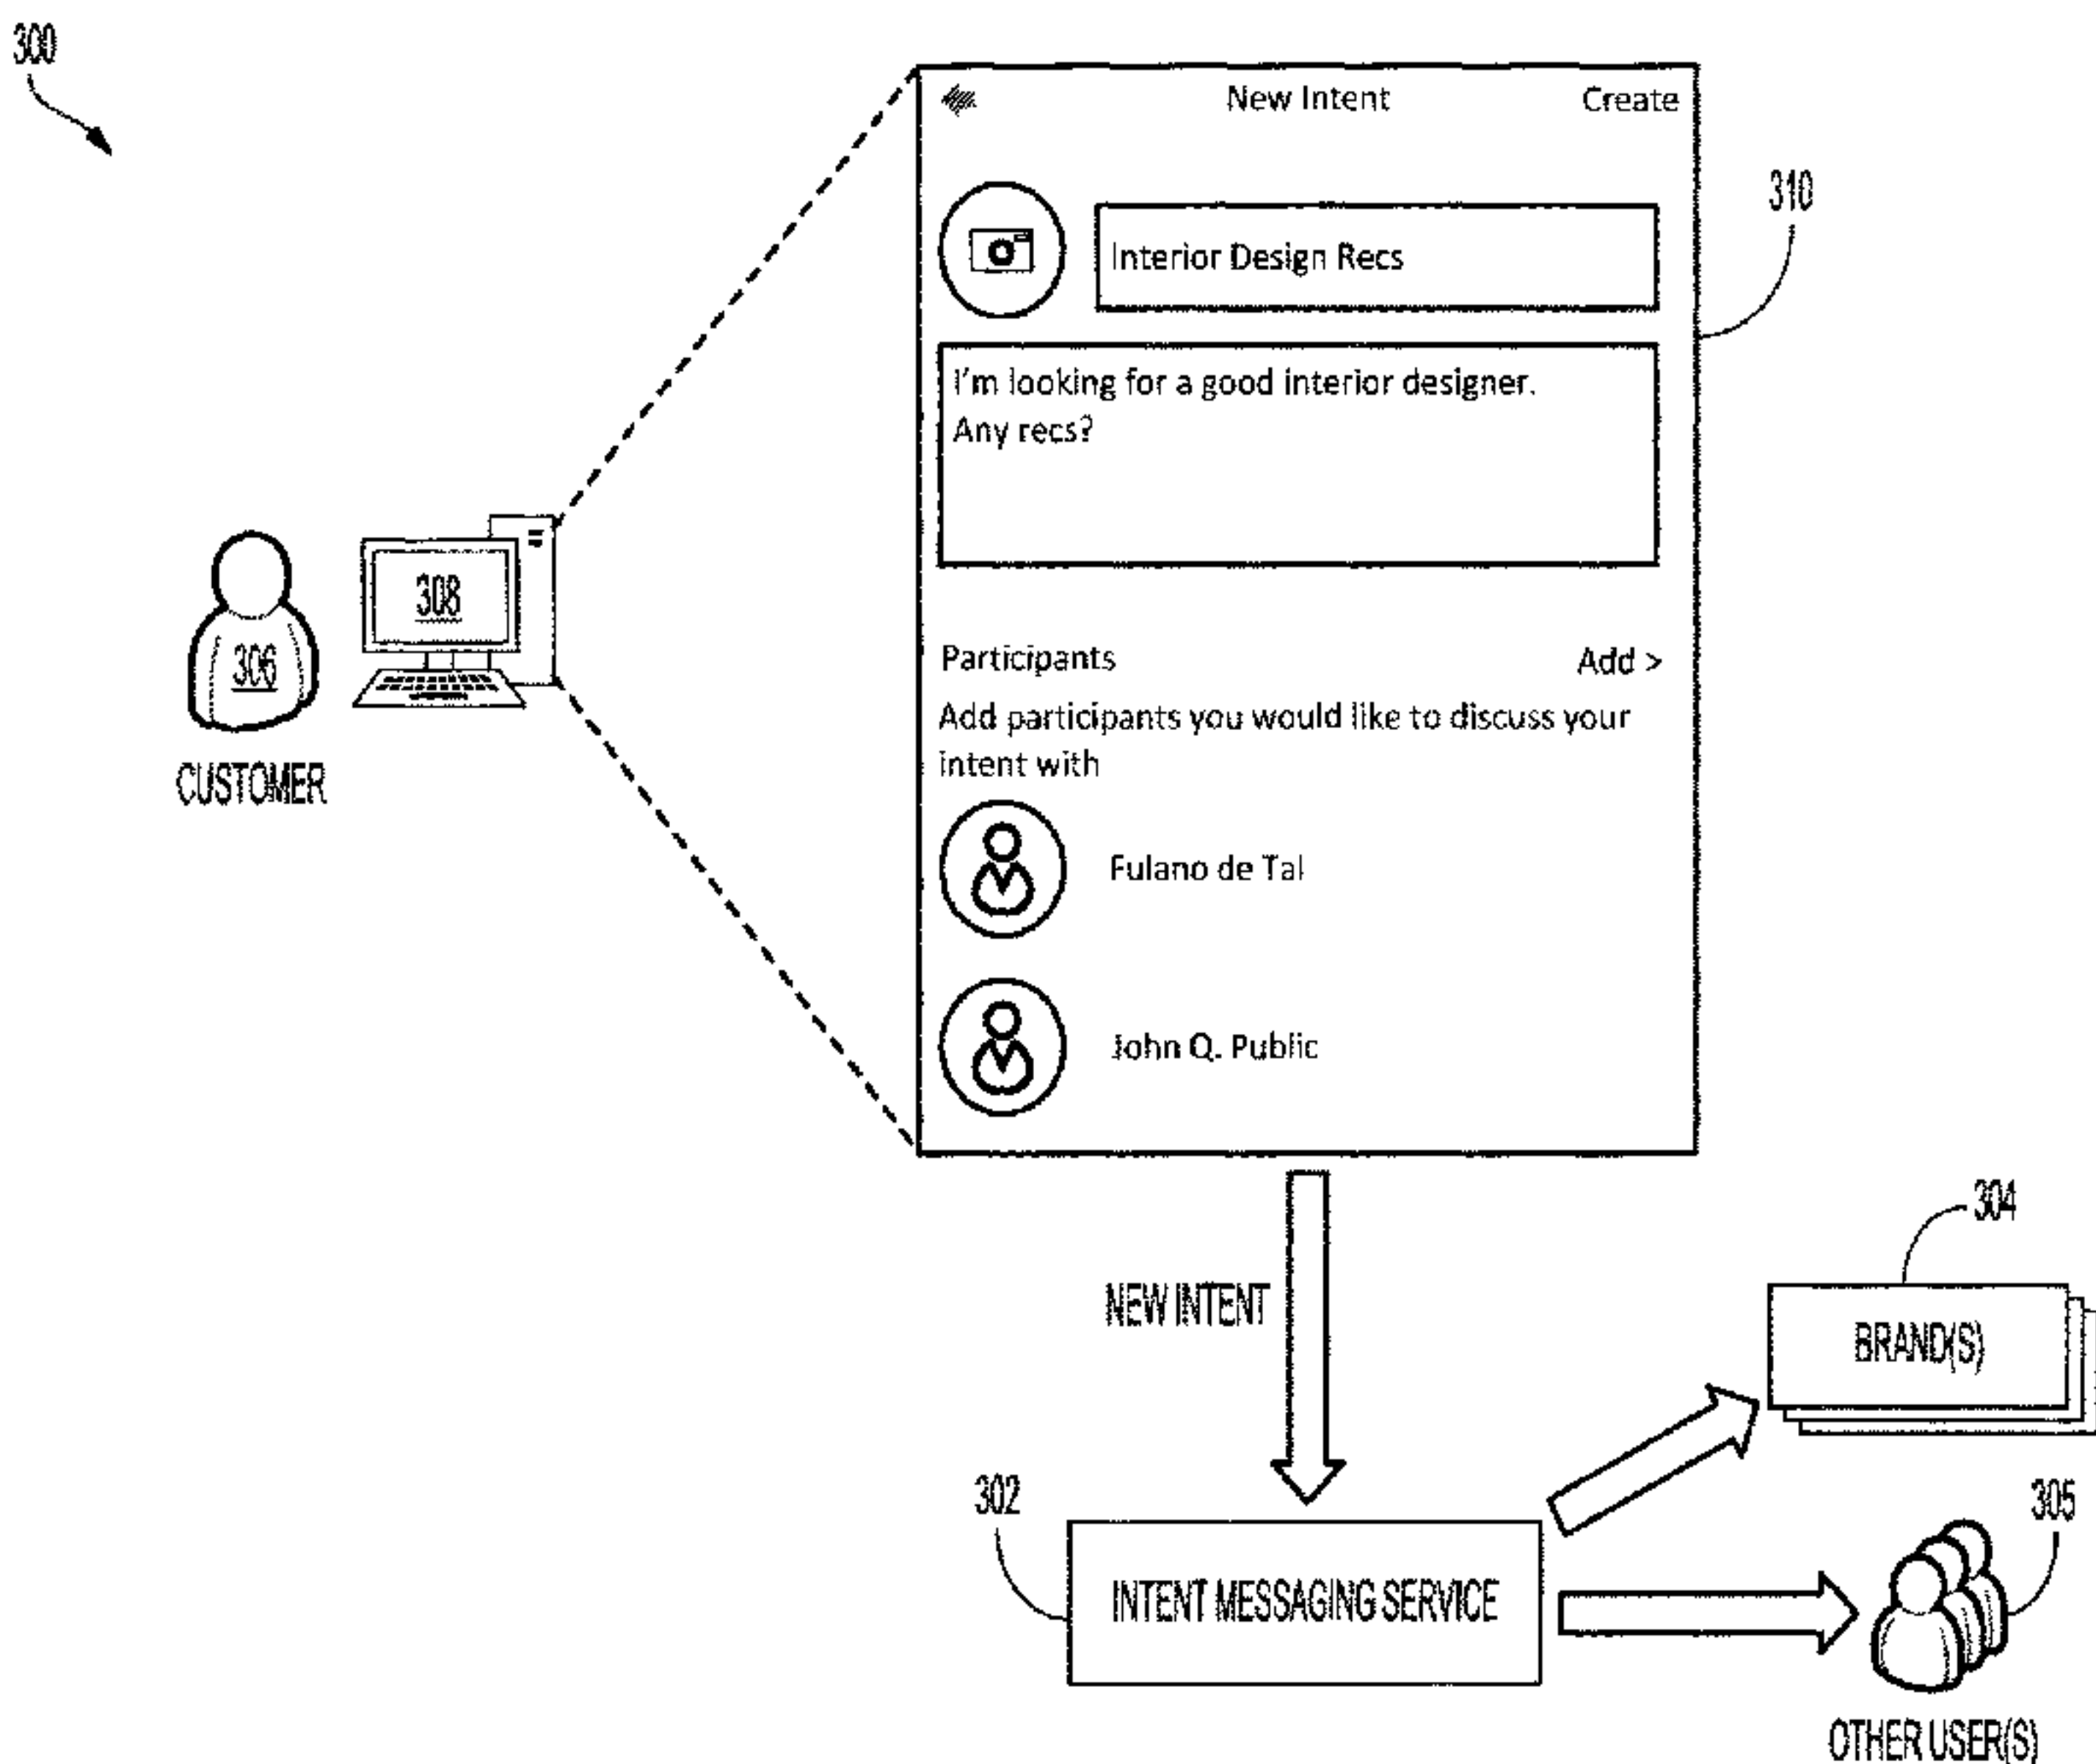 300
New Intent
Create
310
Interior Design Recs
I'm looking for a good interior designer.
Any recs?
308
306
CUSTOMER
Participants
Add >
Add participants you would like to discuss your
intent with
Fulano de Tal
John Q. Public
304
NEW INTENT
BRAND(S)
302
305
INTENT MESSAGING SERVICE
OTHER USER(S)